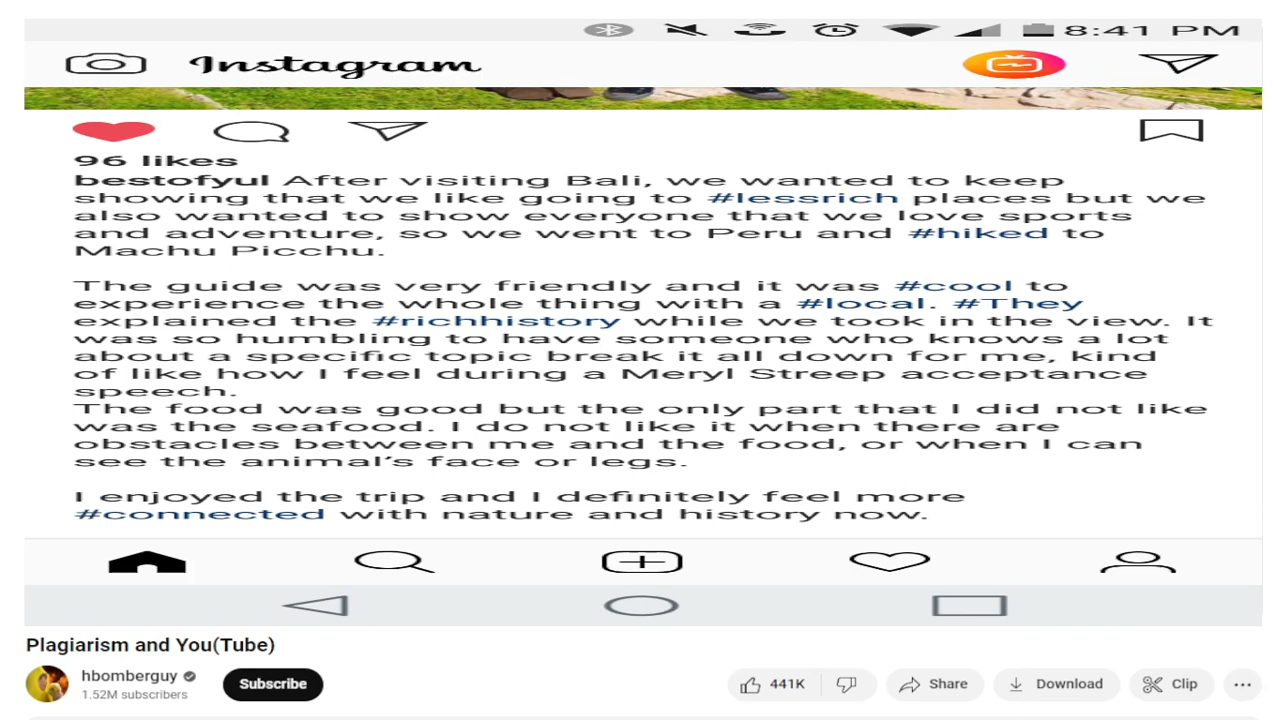 8:41 PM
Instagram
96 likes
bestofyul After visiting Bali, we wanted to keep
showing that we like going to #lessrich places but we
also wanted to show everyone that we love sports
and adventure, so we went to Peru and #hiked to
Machu Picchu.
The guide was very friendly and it was #cool to
experience the whole thing with a #local. #They
explained the #richhistory while we took in the view. It
was so humbling to have someone who knows a lot
about a specific topic break it all down for me, kind
of like how I feel during a Meryl Streep acceptance
speech.
The food was good but the only part that I did not like
was the seafood. I do not like it when there are
obstacles between me and the food, or when I can
see the animal's face or legs.
I enjoyed the trip and I definitely feel more
#connected with nature and history now.
Plagiarism and You(Tube)
hbomberguy
1.52M subscribers
Subscribe
441K
Share
Download
Clip